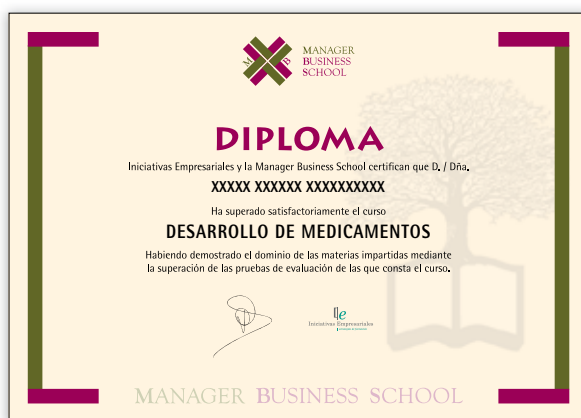 M B
MANAGER
BUSINESS
SCHOOL
DIPLOMA
Iniciativas Empresariales y la Manager Business School certifican que D. / Dña.
XXXXX XXXXXX XXXXXXXXXX
Ha superado satisfactoriamente el curso
DESARROLLO DE MEDICAMENTOS
Habiendo demostrado el dominio de las materias impartidas mediante
la superación de las pruebas de evaluación de las que consta el curso.
Iniciativas Empresariales
MANAGER BUSINESS SCHOOL